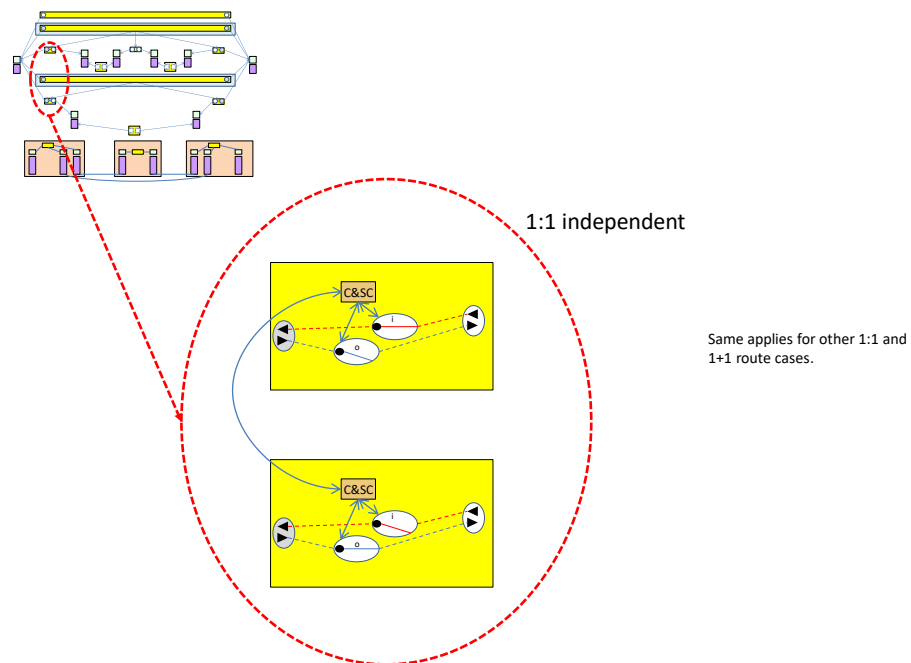 1:1 independent
C&SC
i
o
Same applies for other 1:1 and
1+1 route cases.
C&SC
i
o